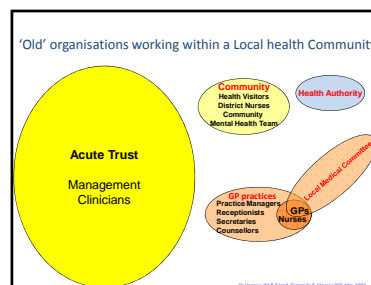 'Old' organisations working within a Local health Communit
Community
Health Visitors
District Nurses
Community
Mental Health Team
Health Authority
Acute Trust
Management
Clinicians
Local Medical Committee
GP practices
Practice Managers
Receptionists
Secretaries
Counsellors
GPs
Nurses